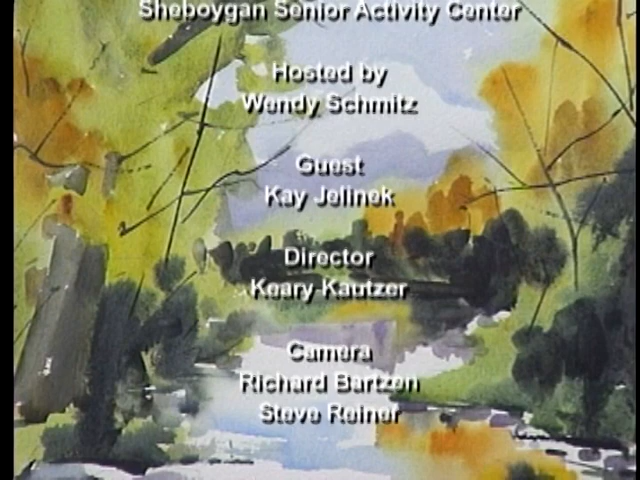 Sheboygan Senior Activity Center
Hosted by
Wendy Schmitz
Guest
Kay Jelinek
Director
Keary Kautzer
Camera
Richard Bartzen
Steve Reiner